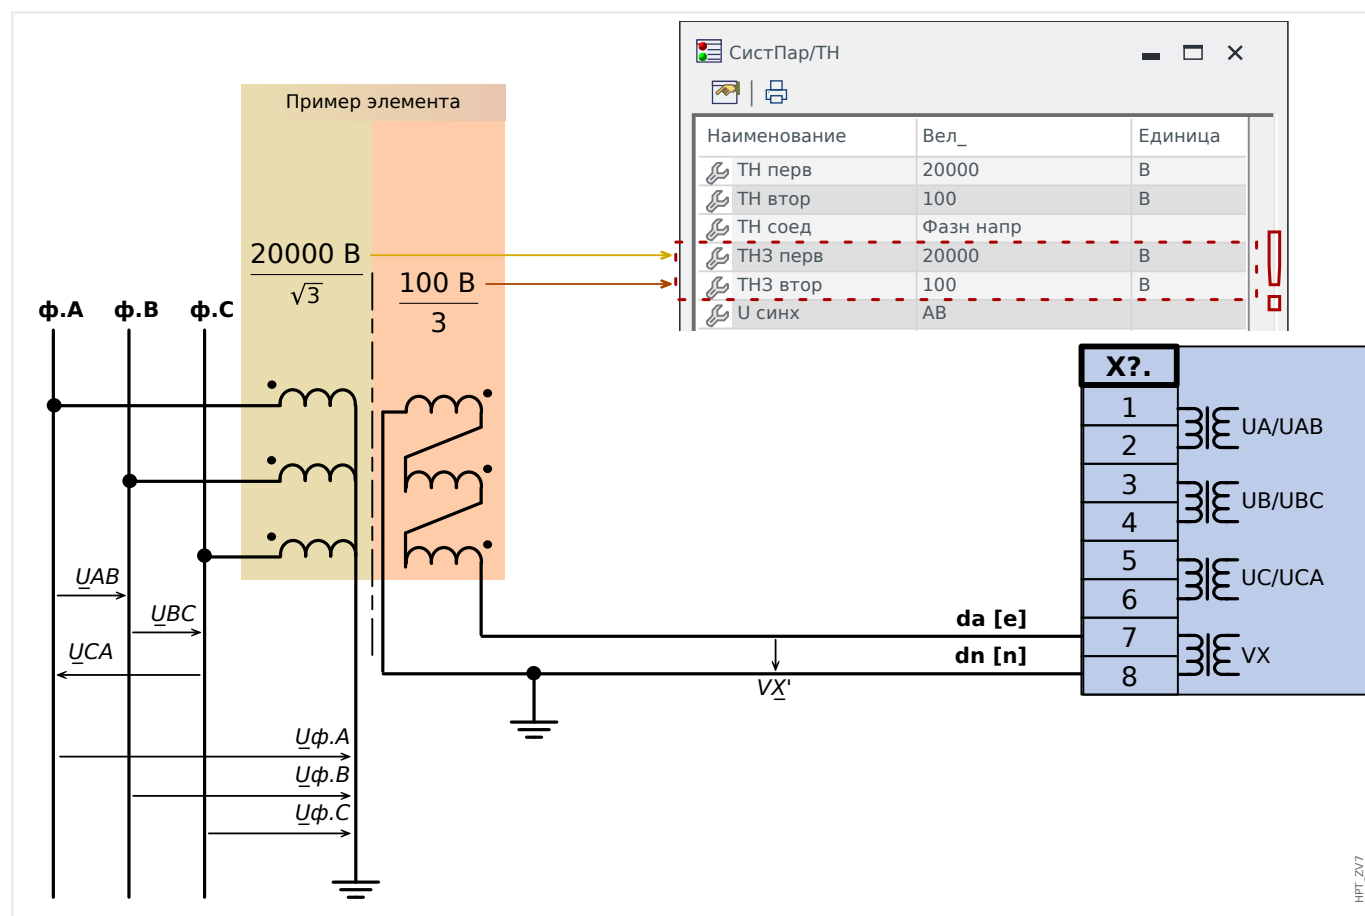 СистПар/ТН
Пример элемента
Наименование Вел_ Единица
ТН перв 20000 В
ТН втор 100 В
ТН соед Фазн напр
ТНЗ перв 20000 В
ТНЗ втор 100 В
U синх АВ
20000 В
√3
100 В
3
ф.А ф.В ф.С
X?.
1
2
3
4
5
6
7
8
UA/UAB
UB/UBC
UC/UCA
VX
UAB
UBC
UCA
da [e]
dn [n]
VX'
Uф.А
Uф.В
Uф.С
HPT_ZV7